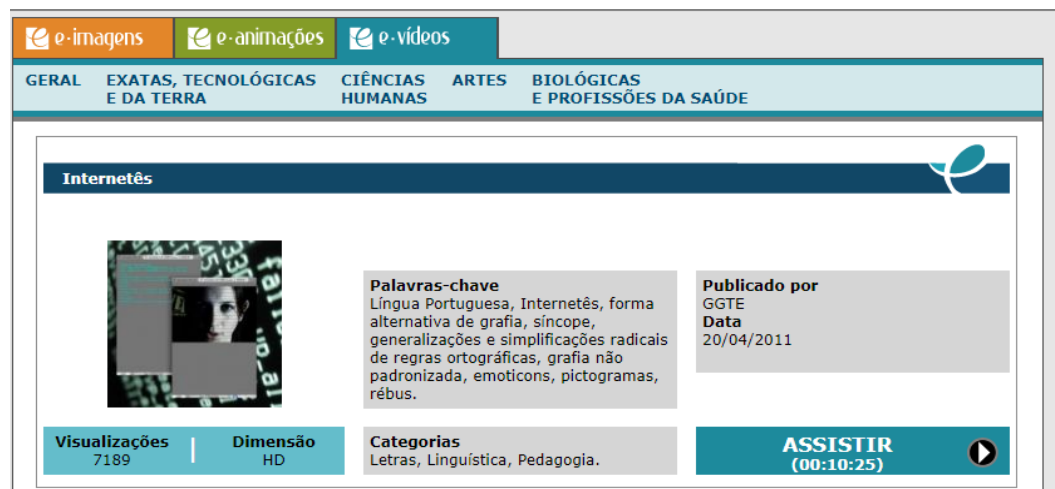 e·imagens e·animações e·vídeos
GERAL EXATAS, TECNOLÓGICAS CIÊNCIAS ARTES BIOLÓGICAS
E DA TERRA HUMANAS E PROFISSÕES DA SAÚDE
Internetês
Palavras-chave
Língua Portuguesa, Internetês, forma
alternativa de grafia, síncope,
generalizações e simplificações radicais
de regras ortográficas, grafia não
padronizada, emoticons, pictogramas,
rébus.
Publicado por
GGTE
Data
20/04/2011
Visualizações Dimensão
7189 HD
Categorias
Letras, Linguística, Pedagogia.
ASSISTIR
(00:10:25)